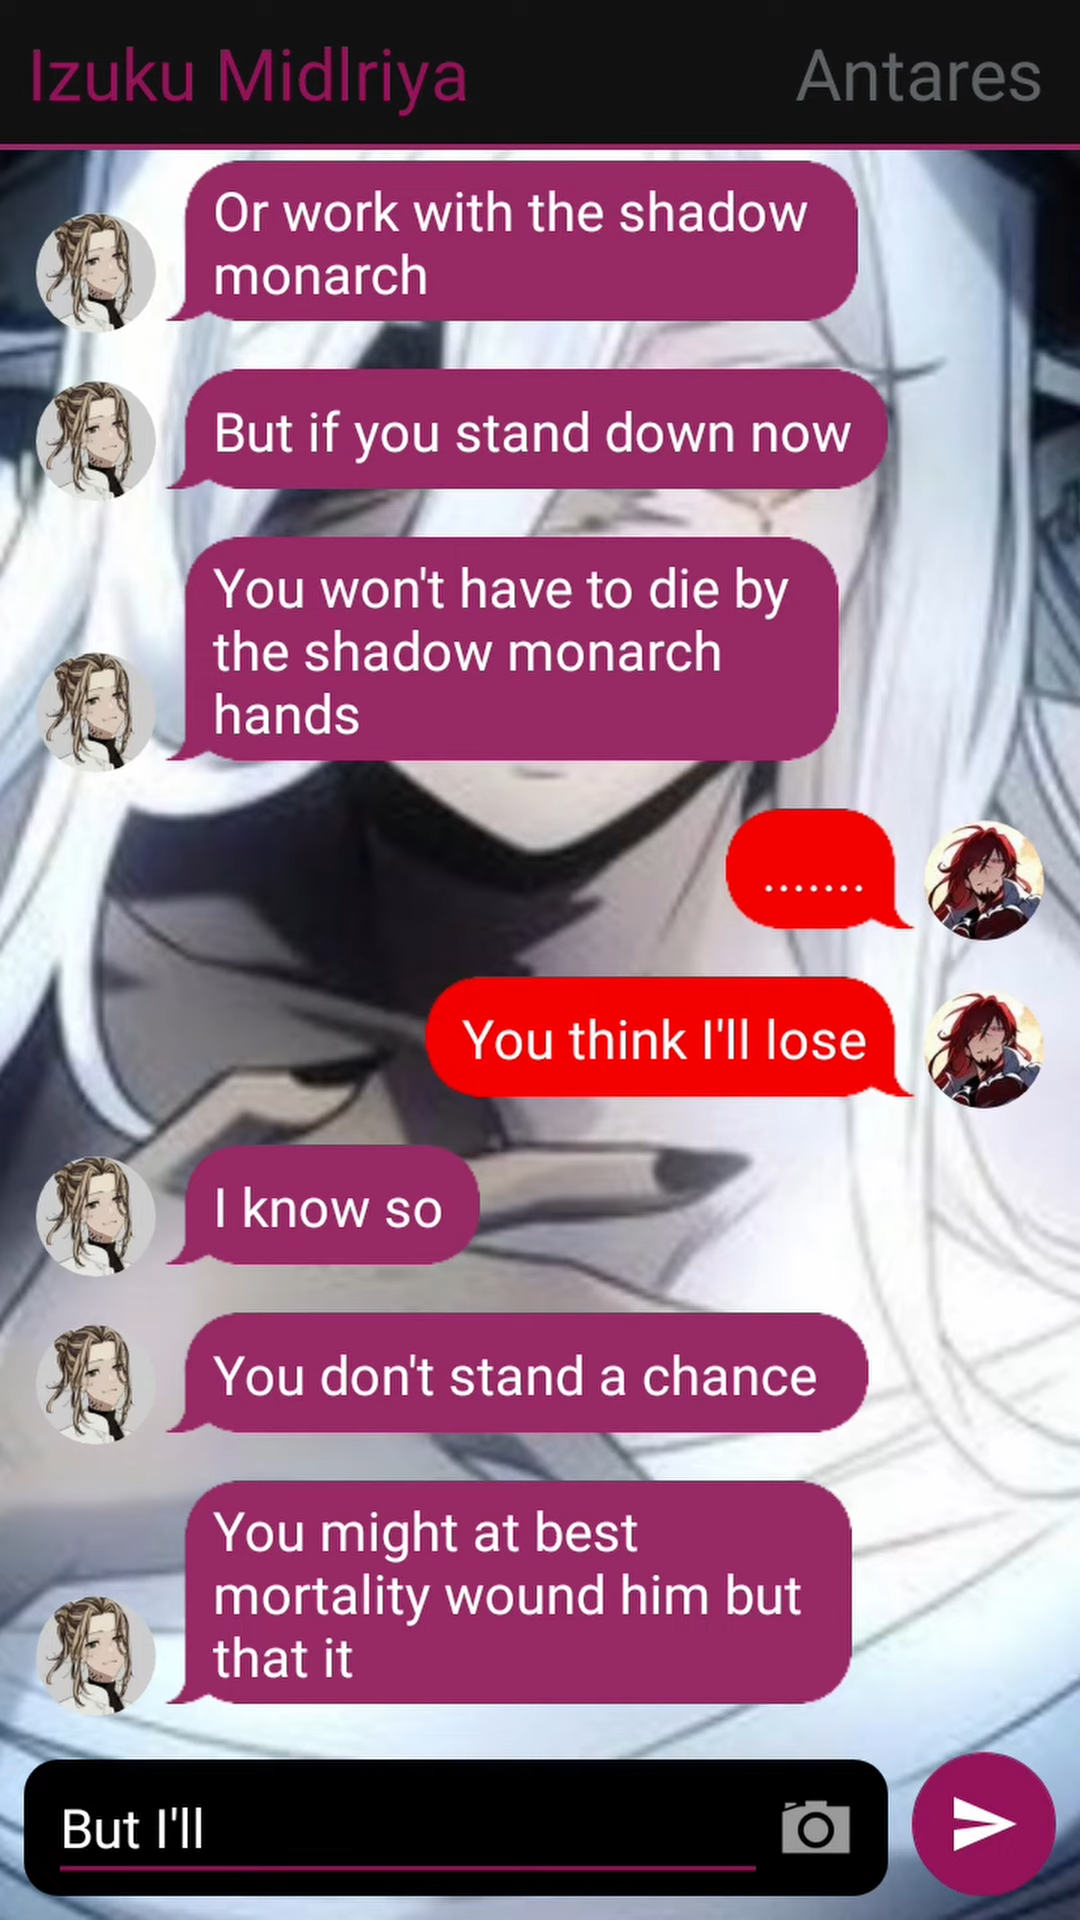 Izuku Midlriya
Antares
Or work with the shadow
monarch
But if you stand down now
You won't have to die by
the shadow monarch
hands
.......
You think I'll lose
I know so
You don't stand a chance
You might at best
mortality wound him but
that it
But I'll